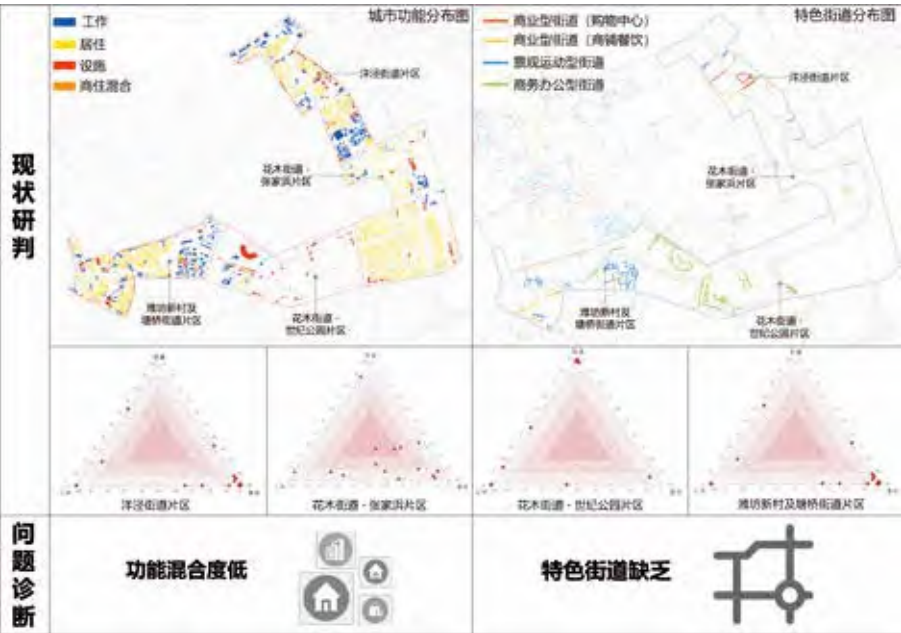 现状研判
城市功能分布图
工作
居住
设施
商住混合
洋泾街道片区
花木街道·
张家浜片区
潍坊新村及
塘桥街道片区
花木街道·
世纪公园片区
特色街道分布图
商业型街道（购物中心）
商业型街道（商铺餐饮）
景观运动型街道
商务办公型街道
洋泾街道片区
花木街道·
张家浜片区
潍坊新村及
塘桥街道片区
花木街道·
世纪公园片区
洋泾街道片区
花木街道·张家浜片区
花木街道·世纪公园片区
潍坊新村及塘桥街道片区
问题诊断
功能混合度低
特色街道缺乏